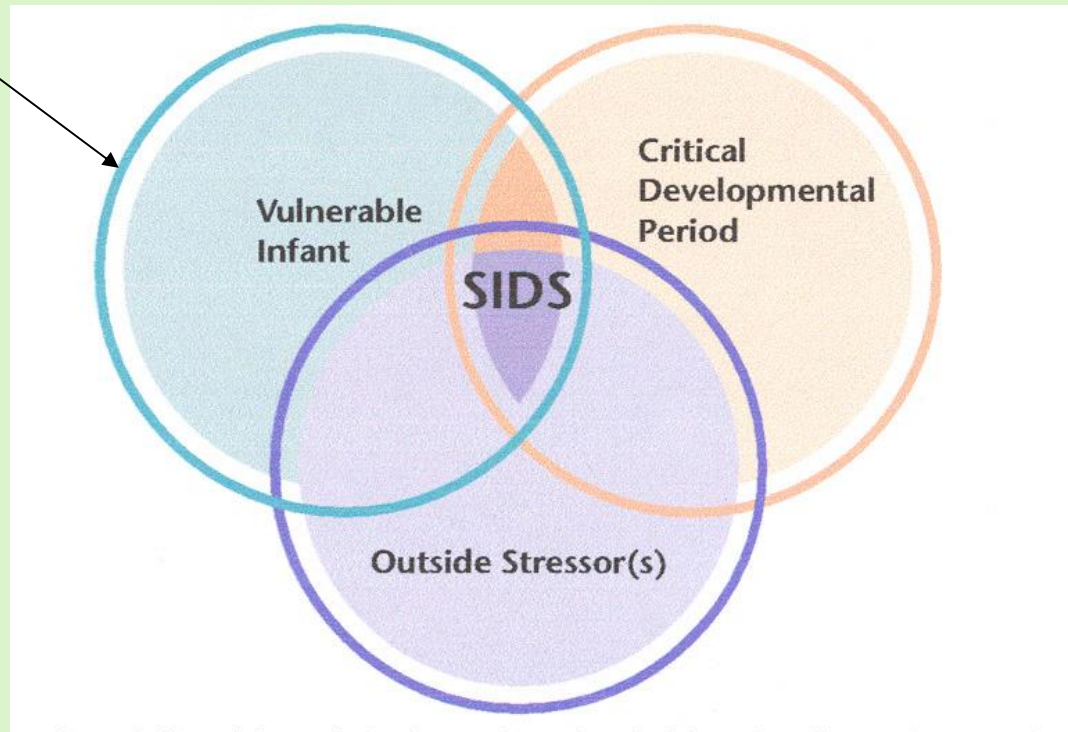 Critical
Developmental
Period
Vulnerable
Infant
SIDS
Outside Stressor(s)